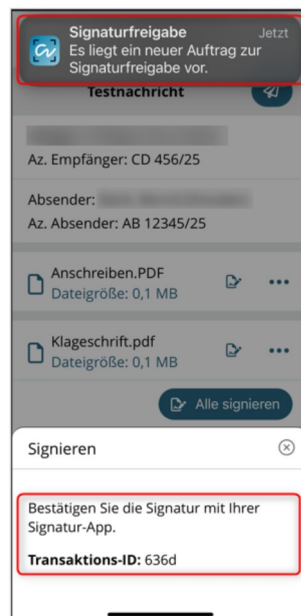 Signaturfreigabe
Jetzt
Es liegt ein neuer Auftrag zur
Signaturfreigabe vor.
Testnachricht
Az. Empfänger: CD 456/25
Absender:
Az. Absender: AB 12345/25
Anschreiben.PDF
Dateigröße: 0,1 MB
Klageschrift.pdf
Dateigröße: 0,1 MB
Alle signieren
Signieren
Bestätigen Sie die Signatur mit Ihrer
Signatur-App.
Transaktions-ID: 636d